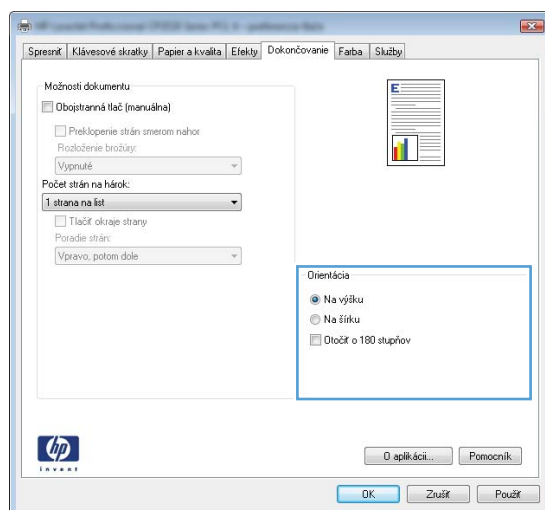 Spresniť Klávesové skratky Papier a kvalita Efekty Dokončovanie Farba Služby
Možnosti dokumentu
Obojstranná tlač (manuálna)
Preklopenie strán smerom nahor
Rozloženie brožúry:
Vypnuté
Počet strán na hárok:
1 strana na list
Tlačiť okraje strany
Poradie strán:
Vpravo, potom dole
E
Orientácia
Na výšku
Na šírku
Otočiť o 180 stupňov
hp
invent
O aplikácii... Pomocník
OK Zrušiť Použiť